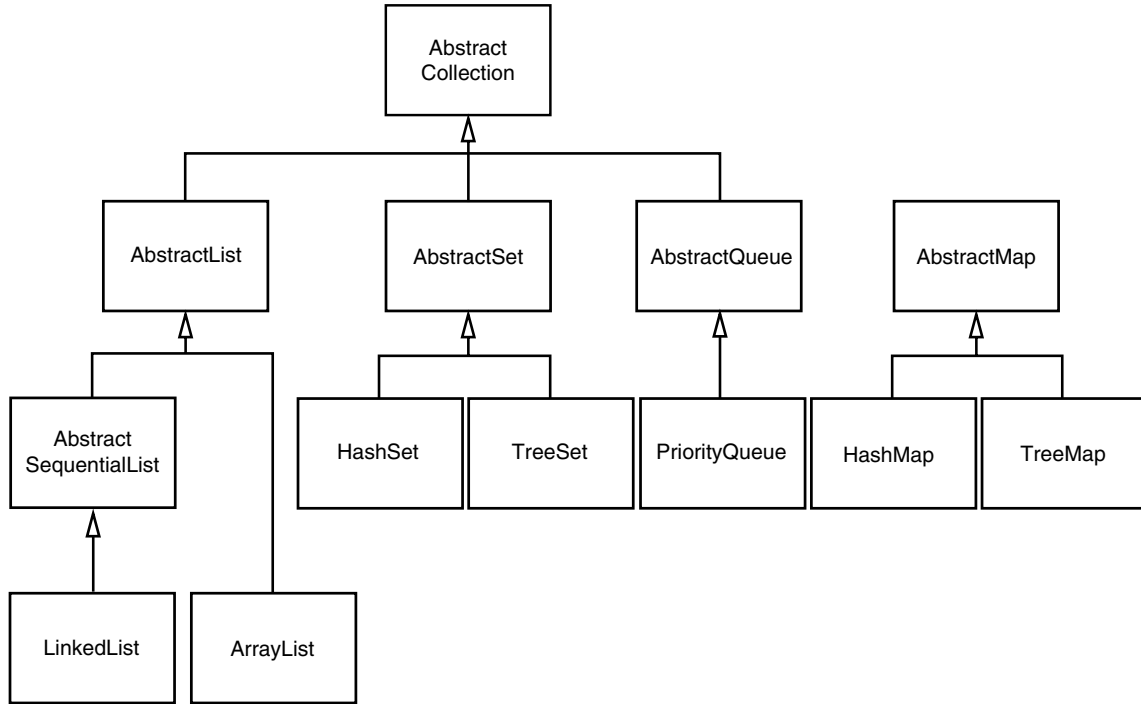 Abstract
Collection
AbstractList
AbstractSet
AbstractQueue
AbstractMap
Abstract
SequentialList
HashSet
TreeSet
PriorityQueue
HashMap
TreeMap
LinkedList
ArrayList